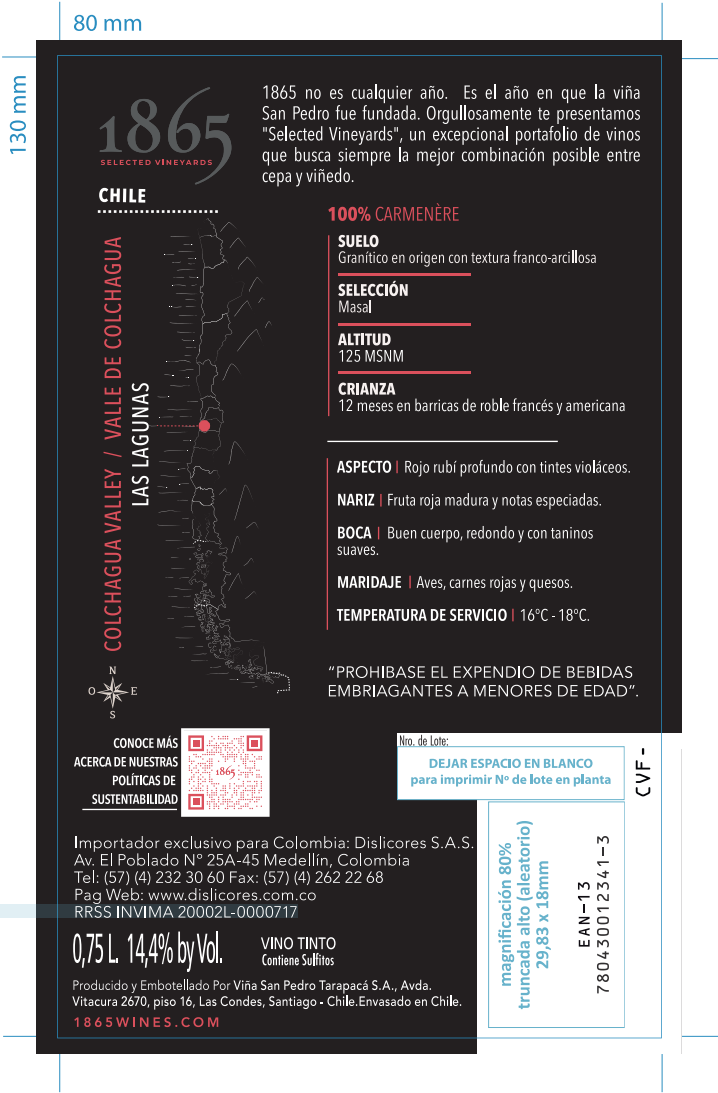 80 mm
130 mm
1865
SELECTED VINEYARDS
1865 no es cualquier año. Es el año en que la viña
San Pedro fue fundada. Orgullosamente te presentamos
"Selected Vineyards", un excepcional portafolio de vinos
que busca siempre la mejor combinación posible entre
cepa y viñedo.
CHILE
COLCHAGUA VALLEY / VALLE DE COLCHAGUA
LAS LAGUNAS
100% CARMENÈRE
SUELO
Granítico en origen con textura franco-arcillosa
SELECCIÓN
Masal
ALTITUD
125 MSNM
CRIANZA
12 meses en barricas de roble francés y americana
ASPECTO | Rojo rubí profundo con tintes violáceos.
NARIZ | Fruta roja madura y notas especiadas.
BOCA | Buen cuerpo, redondo y con taninos
suaves.
MARIDAJE | Aves, carnes rojas y quesos.
TEMPERATURA DE SERVICIO | 16ºC - 18ºC.
N
O E
S
“PROHIBASE EL EXPENDIO DE BEBIDAS
EMBRIAGANTES A MENORES DE EDAD”.
CONOCE MÁS
ACERCA DE NUESTRAS
POLÍTICAS DE
SUSTENTABILIDAD
1865
Nro. de Lote:
DEJAR ESPACIO EN BLANCO
para imprimir Nº de lote en planta
CVF-
Importador exclusivo para Colombia: Dislicores S.A.S.
Av. El Poblado N° 25A-45 Medellín, Colombia
Tel: (57) (4) 232 30 60 Fax: (57) (4) 262 22 68
Pag Web: www.dislicores.com.co
RRSS INVIMA 20002L-0000717
0,75 L. 14,4% by Vol.
VINO TINTO
Contiene Sulfitos
Producido y Embotellado Por Viña San Pedro Tarapacá S.A., Avda.
Vitacura 2670, piso 16, Las Condes, Santiago - Chile.Envasado en Chile.
1865WINES.COM
magnificación 80%
truncada alto (aleatorio)
29,83 x 18mm
EAN-13
780430012341-3